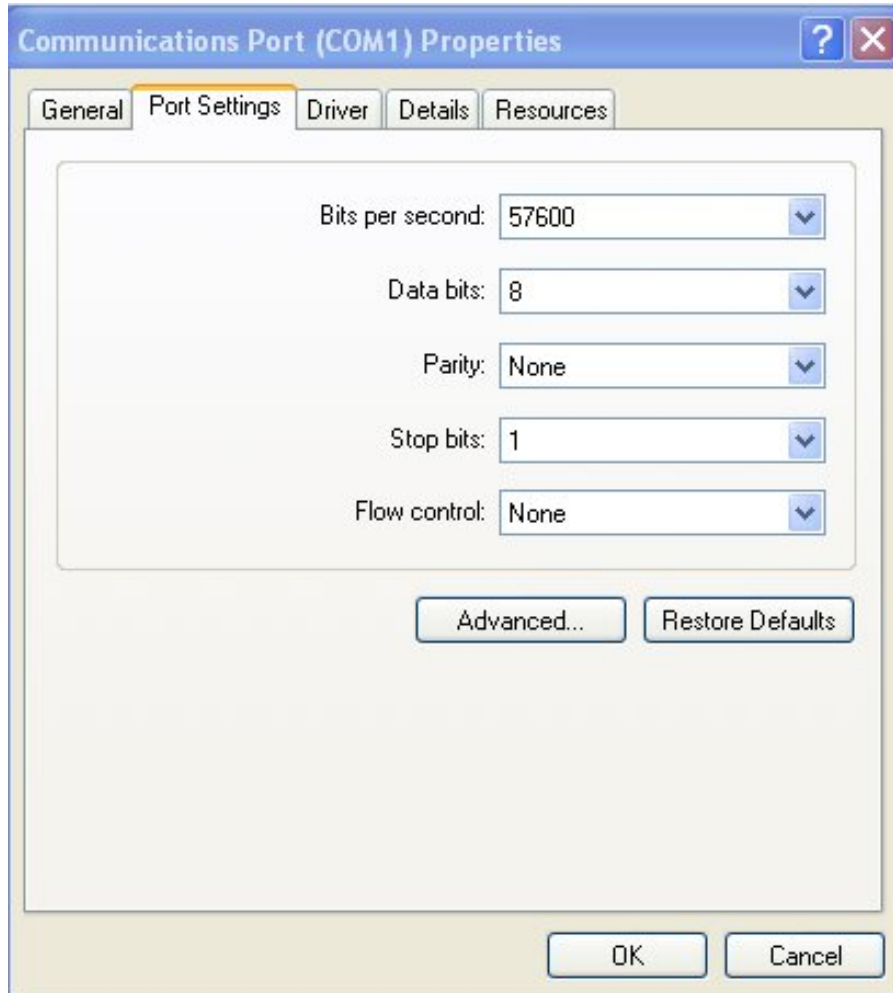 Communications Port (COM1) Properties
General Port Settings Driver Details Resources
Bits per second: 57600
Data bits: 8
Parity: None
Stop bits: 1
Flow control: None
Advanced... Restore Defaults
OK Cancel